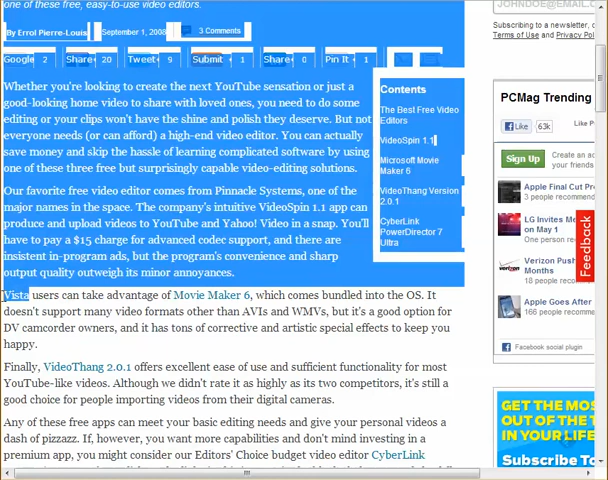 one of these free, easy-to-use video editors.
By Errol Pierre-Louis
September 1, 2008
3 Comments
Google 2
Share 20
Tweet 9
Submit 1
Share 0
Pin It 1
Whether you're looking to create the next YouTube sensation or just a
good-looking home video to share with loved ones, you need to do some
editing or your clips won't have the shine and polish they deserve. But not
everyone needs (or can afford) a high-end video editor. You can actually
save money and skip the hassle of learning complicated software by using
one of these three free but surprisingly capable video-editing solutions.
Our favorite free video editor comes from Pinnacle Systems, one of the
major names in the space. The company's intuitive VideoSpin 1.1 app can
produce and upload videos to YouTube and Yahoo! Video in a snap. You'll
have to pay a $15 charge for advanced codec support, and there are
insistent in-program ads, but the program's convenience and sharp
output quality outweigh its minor annoyances.
Contents
The Best Free Video
Editors
VideoSpin 1.1
Microsoft Movie
Maker 6
VideoThang Version
2.0.1
CyberLink
PowerDirector 7
Ultra
Vista users can take advantage of Movie Maker 6, which comes bundled into the OS. It
doesn't support many video formats other than AVIs and WMVs, but it's a good option for
DV camcorder owners, and it has tons of corrective and artistic special effects to keep you
happy.
Finally, VideoThang 2.0.1 offers excellent ease of use and sufficient functionality for most
YouTube-like videos. Although we didn't rate it as highly as its two competitors, it's still a
good choice for people importing videos from their digital cameras.
Any of these free apps can meet your basic editing needs and give your personal videos a
dash of pizzazz. If, however, you want more capabilities and don't mind investing in a
premium app, you might consider our Editors' Choice budget video editor CyberLink
JOHNDOE@EMAIL.C
Subscribing to a newsletter,
Terms of Use and Privacy Pol
PCMag Trending
Like 63k Like P
Sign Up Create an ac
see what your
Apple Final Cut Pr
3 people recommen
LG Invites Me
on May 1
One person re
Verizon Push
Months
18 people reco
Apple Goes After
166 people recomm
Facebook social plugin
Feedback
GET THE MOS
OUT OF THE T
IN YOUR LIFE
Subscribe To